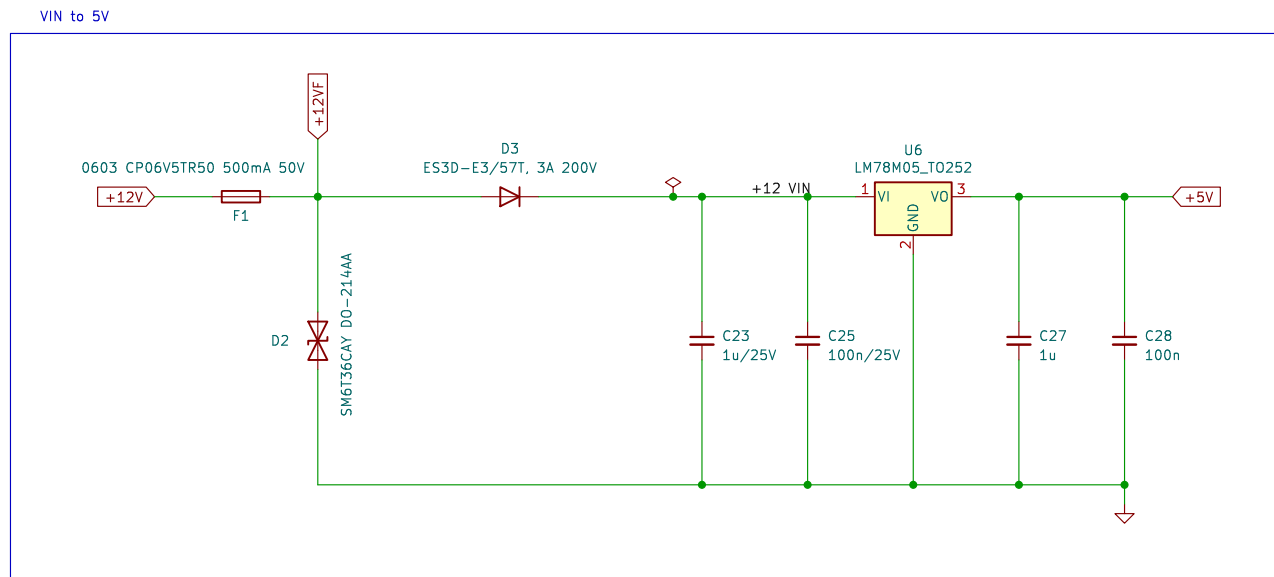 VIN to 5V
+12VF
0603 CP06V5TR50 500mA 50V
+12V
F1
D3
ES3D-E3/57T, 3A 200V
+12 VIN
U6
LM78M05_TO252
1
VI
VO
3
GND
2
+5V
D2
SM6T36CAY DO-214AA
C23
1u/25V
C25
100n/25V
C27
1u
C28
100n